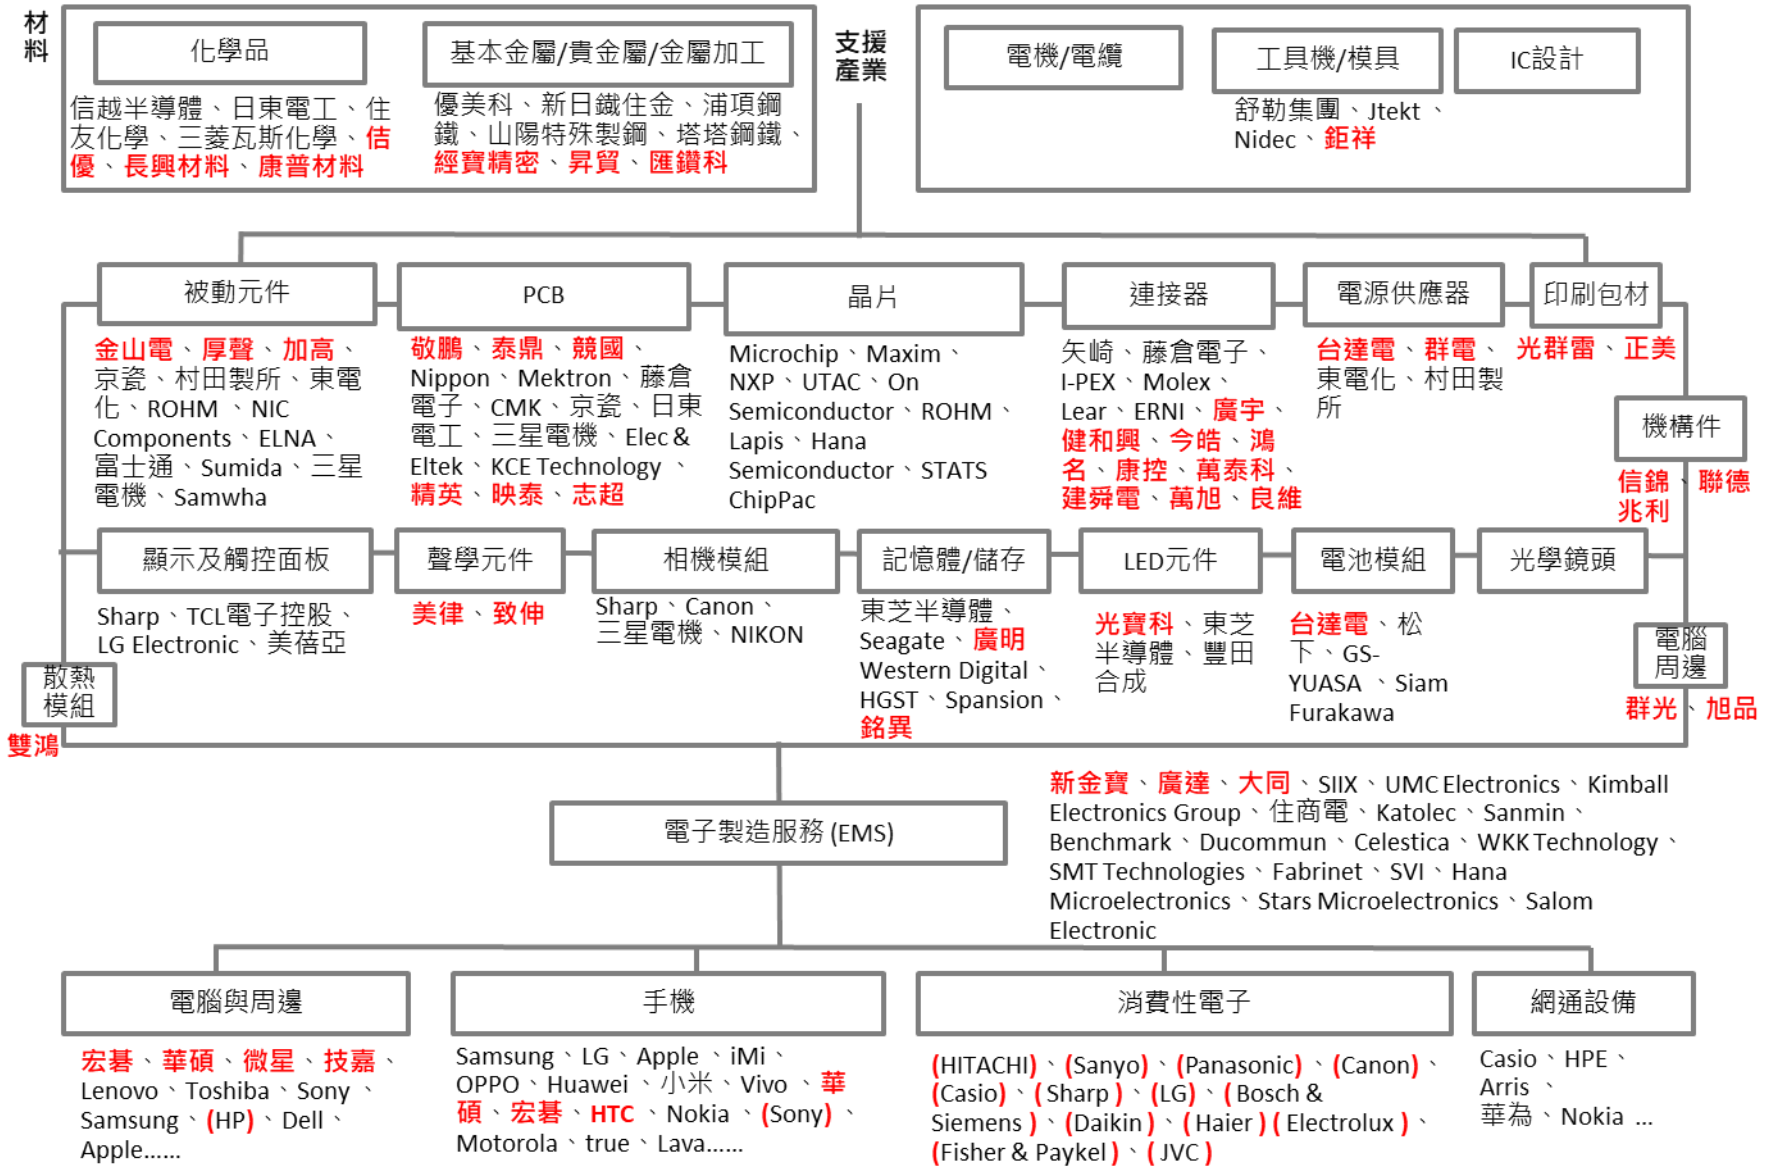 材
料
化學品
基本金屬/貴金屬/金屬加工
信越半導體、日東電工、住
友化學、三菱瓦斯化學、佶
優、長興材料、康普材料
優美科、新日鐵住金、浦項鋼
鐵、山陽特殊製鋼、塔塔鋼鐵、
經寶精密、昇貿、匯鑽科
支援
產業
電機/電纜
工具機/模具
IC設計
舒勒集團、Jtekt、
Nidec、鉅祥
被動元件
金山電、厚聲、加高、
京瓷、村田製所、東電
化、ROHM、NIC
Components、ELNA、
富士通、Sumida、三星
電機、Samwha
PCB
敬鵬、泰鼎、競國、
Nippon、Mektron、藤倉
電子、CMK、京瓷、日東
電工、三星電機、Elec &
Eltek、KCE Technology、
精英、映泰、志超
晶片
Microchip、Maxim、
NXP、UTAC、On
Semiconductor、ROHM、
Lapis、Hana
Semiconductor、STATS
ChipPac
連接器
矢崎、藤倉電子、
I-PEX、Molex、
Lear、ERNI、廣宇、
健和興、今皓、鴻
名、康控、萬泰科、
建舜電、萬旭、良維
電源供應器
台達電、群電、
東電化、村田製
所
印刷包材
光群雷、正美
機構件
信錦、聯德
兆利
顯示及觸控面板
Sharp、TCL電子控股、
LG Electronic、美蓓亞
聲學元件
美律、致伸
相機模組
Sharp、Canon、
三星電機、NIKON
記憶體/儲存
東芝半導體、
Seagate、廣明
Western Digital、
HGST、Spansion、
銘異
LED元件
光寶科、東芝
半導體、豐田
合成
電池模組
台達電、松
下、GS-
YUASA、Siam
Furakawa
光學鏡頭
電腦
周邊
群光、旭品
散熱
模組
雙鴻
電子製造服務 (EMS)
新金寶、廣達、大同、SIIX、UMC Electronics、Kimball
Electronics Group、住商電、Katolec、Sanmin、
Benchmark、Ducommun、Celestica、WKK Technology、
SMT Technologies、Fabrinet、SVI、Hana
Microelectronics、Stars Microelectronics、Salom
Electronic
電腦與周邊
宏碁、華碩、微星、技嘉、
Lenovo、Toshiba、Sony、
Samsung、(HP)、Dell、
Apple……
手機
Samsung、LG、Apple、iMi、
OPPO、Huawei、小米、Vivo、華
碩、宏碁、HTC、Nokia、(Sony)、
Motorola、true、Lava……
消費性電子
(HITACHI)、(Sanyo)、(Panasonic)、(Canon)、
(Casio)、(Sharp)、(LG)、( Bosch &
Siemens )、(Daikin)、( Haier ) ( Electrolux )、
(Fisher & Paykel )、( JVC )
網通設備
Casio、HPE、
Arris、
華為、Nokia ...